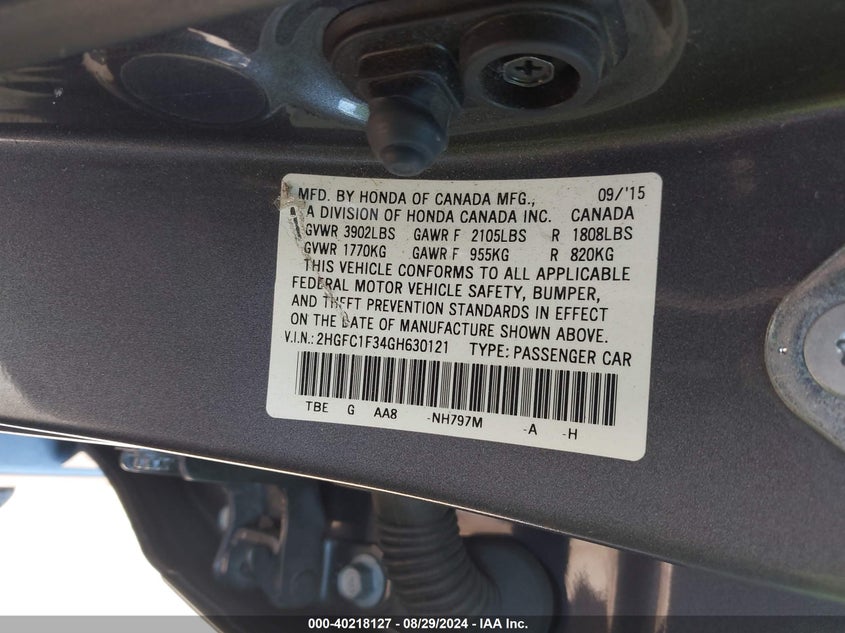 MFD. BY HONDA OF CANADA MFG., 09/'15
A DIVISION OF HONDA CANADA INC. CANADA
GVWR 3902LBS GAWR F 2105LBS R 1808LBS
GVWR 1770KG GAWR F 955KG R 820KG
THIS VEHICLE CONFORMS TO ALL APPLICABLE
FEDERAL MOTOR VEHICLE SAFETY, BUMPER,
AND THEFT PREVENTION STANDARDS IN EFFECT
ON THE DATE OF MANUFACTURE SHOWN ABOVE.
V.I.N.: 2HGFC1F34GH630121 TYPE: PASSENGER CAR
TBE G AA8 -NH797M -A -H
000-40218127 - 08/29/2024 - IAA Inc.